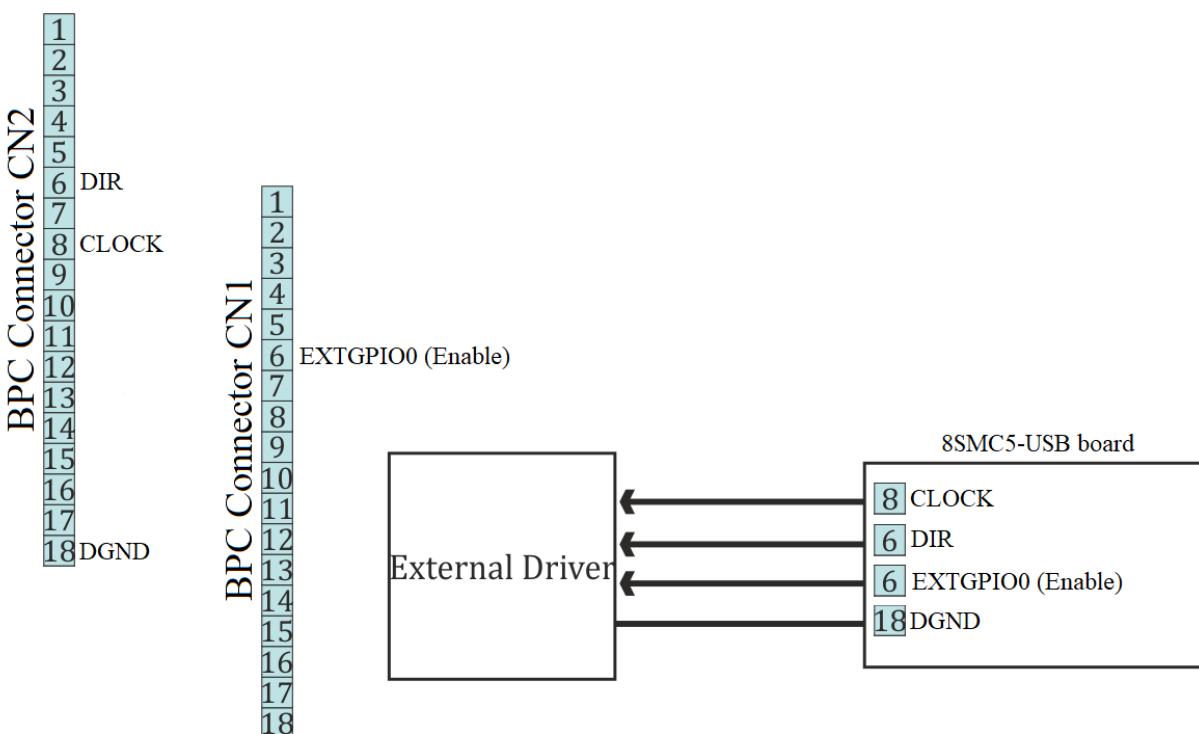 BPC Connector CN2
1
2
3
4
5
6 DIR
7
8 CLOCK
9
10
11
12
13
14
15
16
17
18 DGND
BPC Connector CN1
1
2
3
4
5
6 EXTGPIO0 (Enable)
7
8
9
10
11
12
13
14
15
16
17
18
External Driver
8SMC5-USB board
8 CLOCK
6 DIR
6 EXTGPIO0 (Enable)
18 DGND